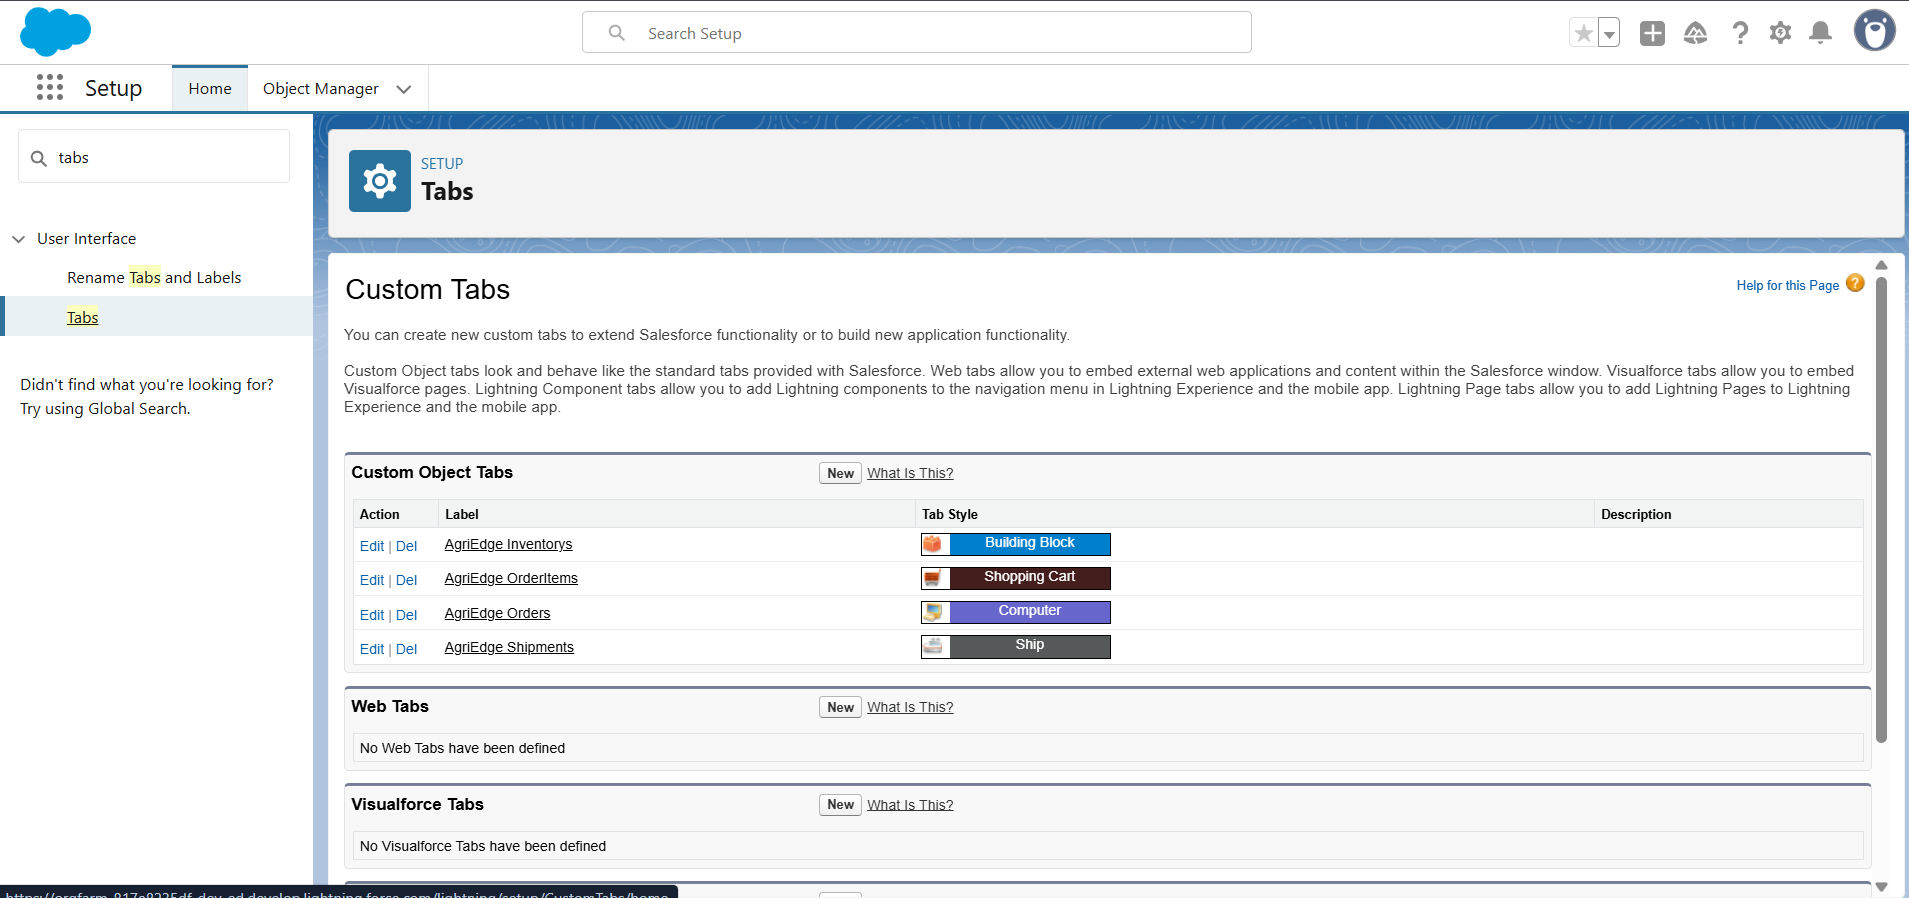 Search Setup
Setup
Home
Object Manager
tabs
User Interface
Rename Tabs and Labels
Tabs
Didn't find what you're looking for?
Try using Global Search.
SETUP
Tabs
Custom Tabs
Help for this Page
You can create new custom tabs to extend Salesforce functionality or to build new application functionality.
Custom Object tabs look and behave like the standard tabs provided with Salesforce. Web tabs allow you to embed external web applications and content within the Salesforce window. Visualforce tabs allow you to embed
Visualforce pages. Lightning Component tabs allow you to add Lightning components to the navigation menu in Lightning Experience and the mobile app. Lightning Page tabs allow you to add Lightning Pages to Lightning
Experience and the mobile app.
Custom Object Tabs New What Is This?
Action Label Tab Style Description
Edit | Del AgriEdge Inventorys Building Block
Edit | Del AgriEdge OrderItems Shopping Cart
Edit | Del AgriEdge Orders Computer
Edit | Del AgriEdge Shipments Ship
Web Tabs New What Is This?
No Web Tabs have been defined
Visualforce Tabs New What Is This?
No Visualforce Tabs have been defined